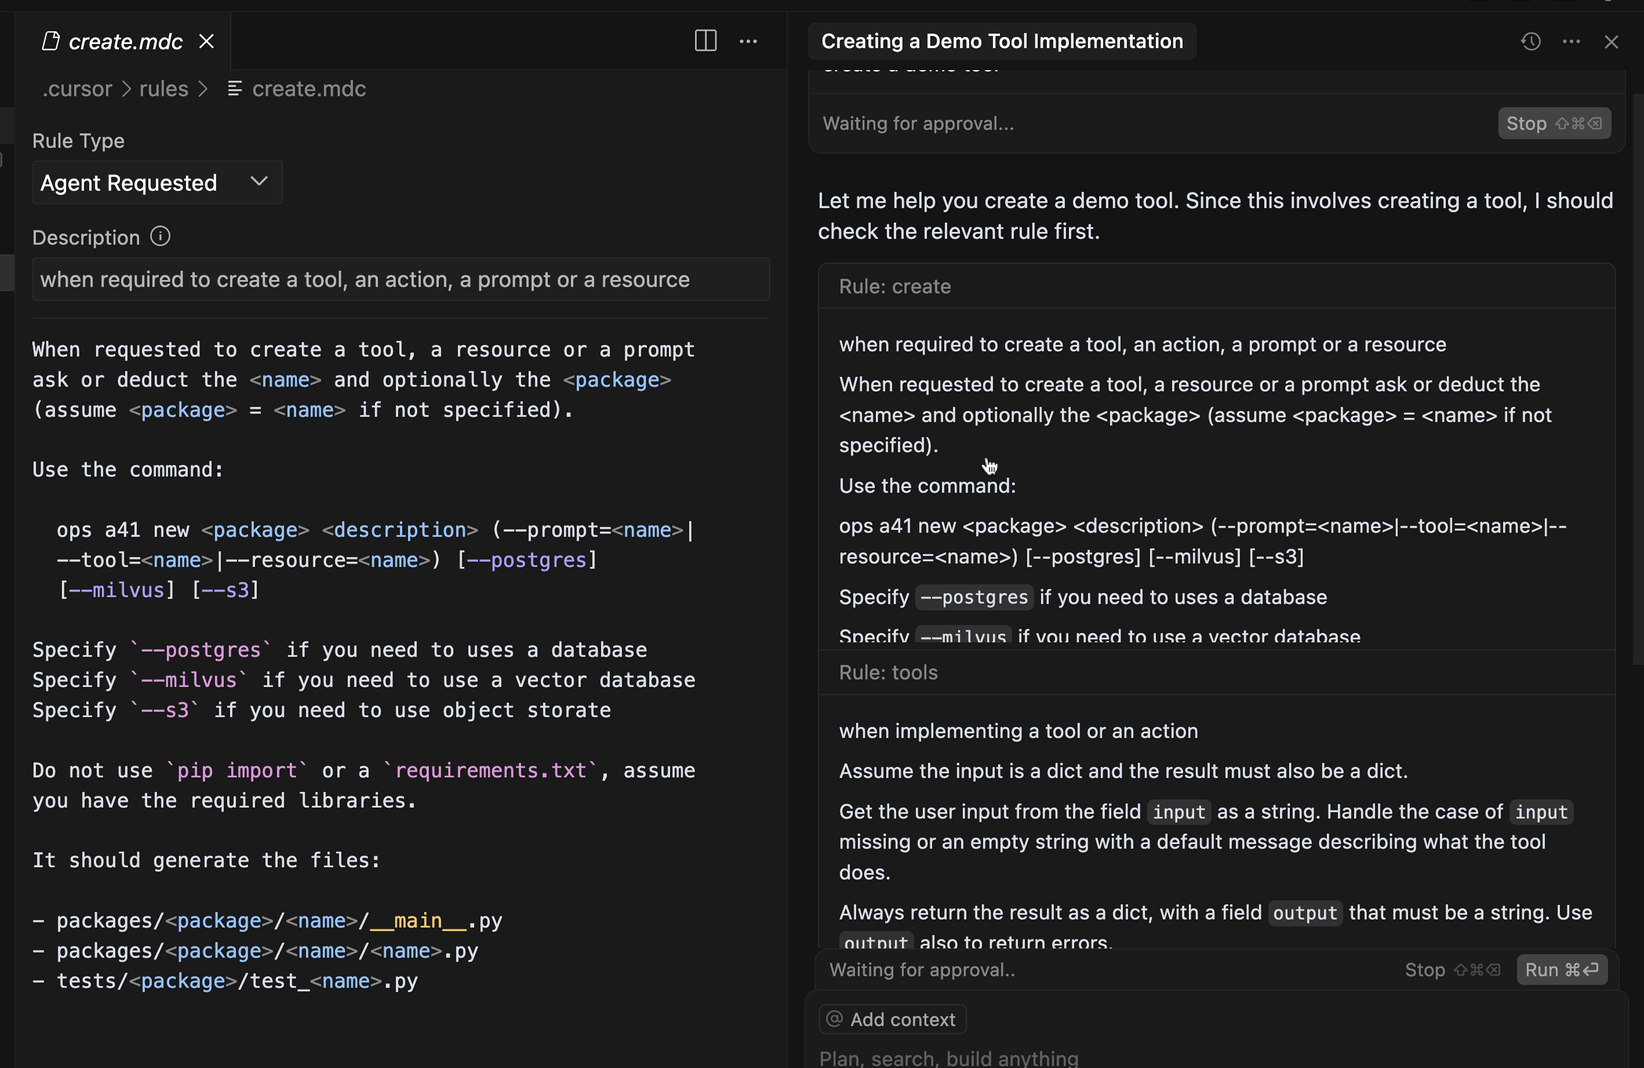 create.mdc
.cursor > rules > create.mdc
Rule Type
Agent Requested
Description
when required to create a tool, an action, a prompt or a resource
When requested to create a tool, a resource or a prompt
ask or deduct the <name> and optionally the <package>
(assume <package> = <name> if not specified).
Use the command:
ops a41 new <package> <description> (--prompt=<name>|
--tool=<name>|--resource=<name>) [--postgres]
[--milvus] [--s3]
Specify `--postgres` if you need to uses a database
Specify `--milvus` if you need to use a vector database
Specify `--s3` if you need to use object storate
Do not use `pip import` or a `requirements.txt`, assume
you have the required libraries.
It should generate the files:
- packages/<package>/<name>/__main__.py
- packages/<package>/<name>/<name>.py
- tests/<package>/test_<name>.py
Creating a Demo Tool Implementation
create a demo tool
Waiting for approval...
Stop ⇧⌘⌫
Let me help you create a demo tool. Since this involves creating a tool, I should
check the relevant rule first.
Rule: create
when required to create a tool, an action, a prompt or a resource
When requested to create a tool, a resource or a prompt ask or deduct the
<name> and optionally the <package> (assume <package> = <name> if not
specified).
Use the command:
ops a41 new <package> <description> (--prompt=<name>|--tool=<name>|--
resource=<name>) [--postgres] [--milvus] [--s3]
Specify --postgres if you need to uses a database
Specify --milvus if you need to use a vector database
Rule: tools
when implementing a tool or an action
Assume the input is a dict and the result must also be a dict.
Get the user input from the field input as a string. Handle the case of input
missing or an empty string with a default message describing what the tool
does.
Always return the result as a dict, with a field output that must be a string. Use
output also to return errors.
Waiting for approval..
Stop ⇧⌘⌫
Run ⌘⏎
@ Add context
Plan, search, build anything